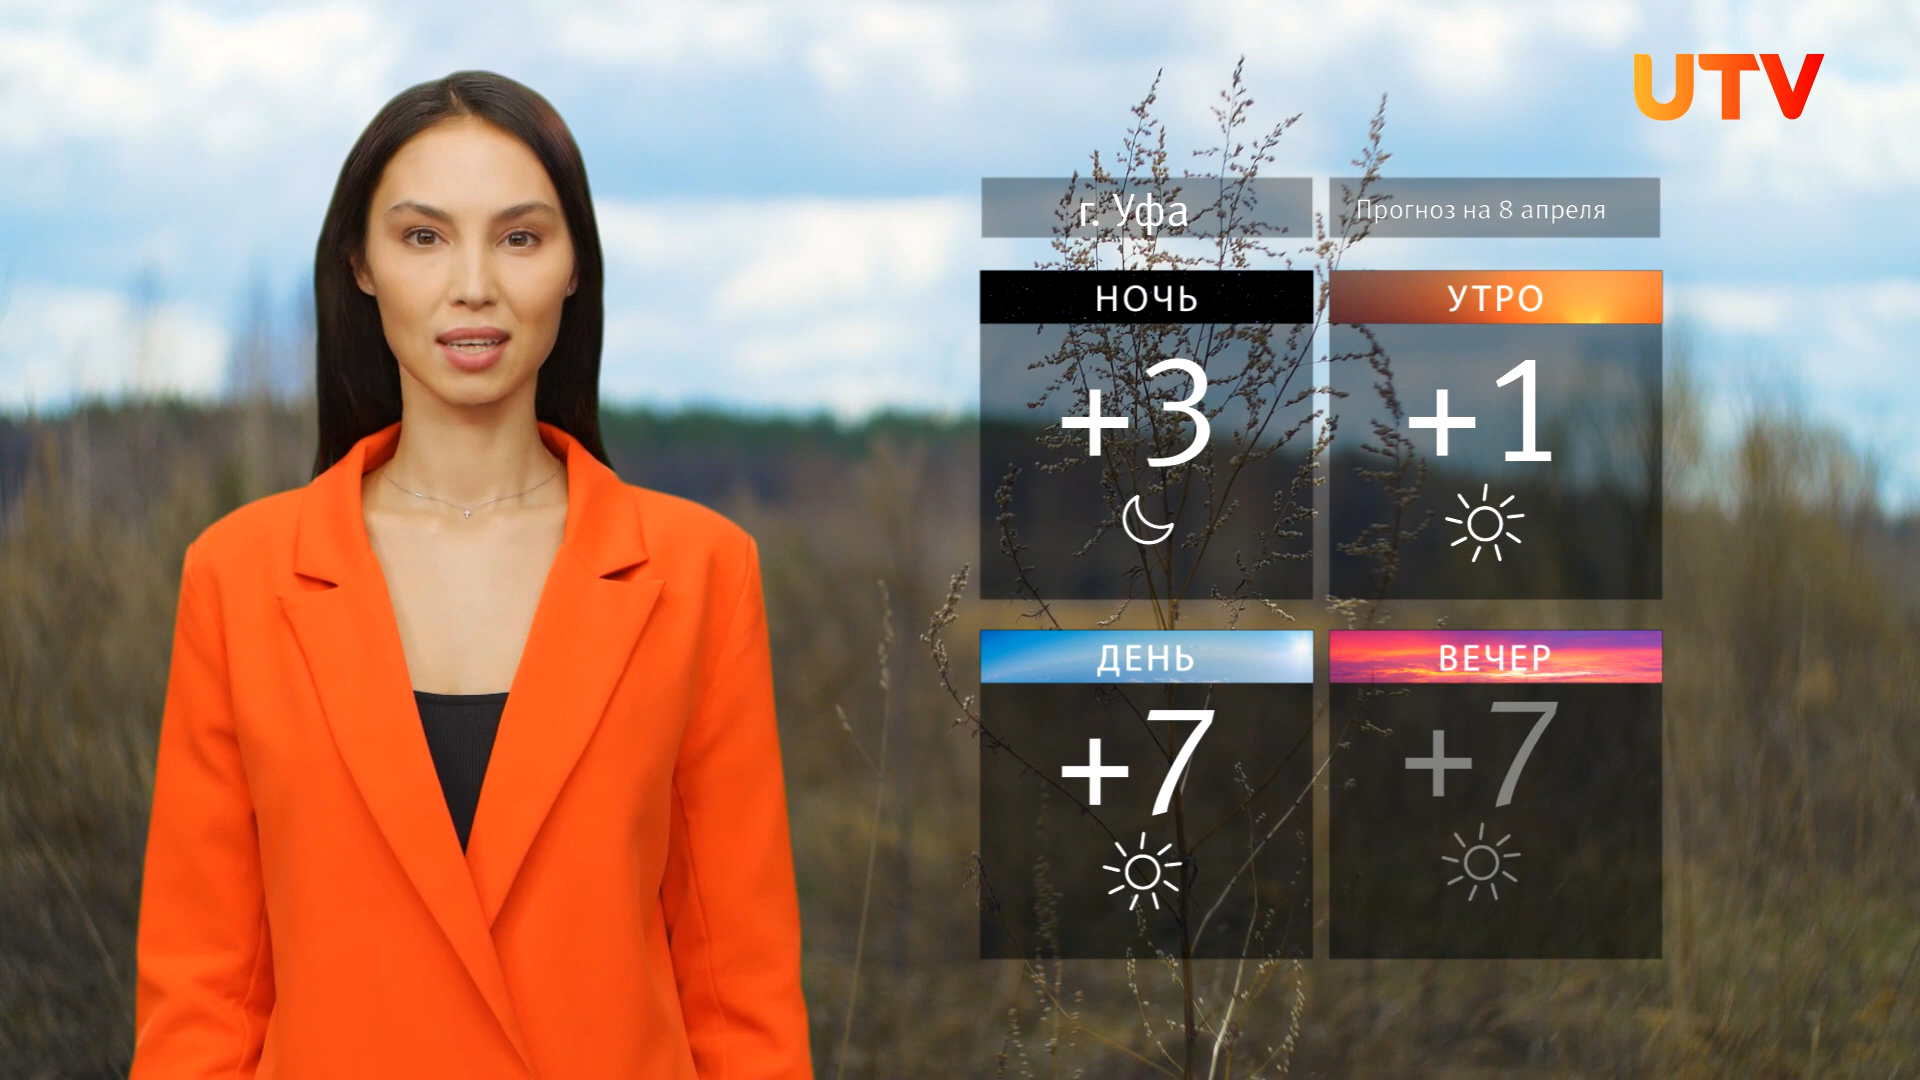 UTV
г. Уфа
Прогноз на 8 апреля
НОЧЬ
УТРО
+3
+1
ДЕНЬ
ВЕЧЕР
+7
+7